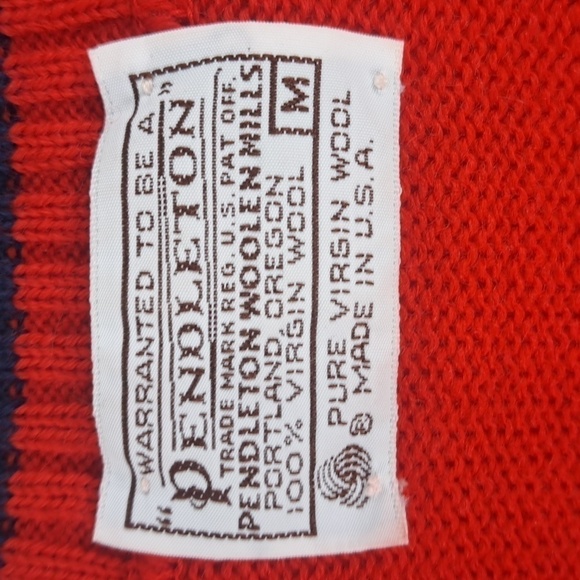 WARRANTED TO BE A
"PENDLETON"
TRADE MARK REG. U.S. PAT OFF.
PENDLETON WOOLEN MILLS
PORTLAND, OREGON
100% VIRGIN WOOL
M
PURE VIRGIN WOOL
® MADE IN U.S.A.